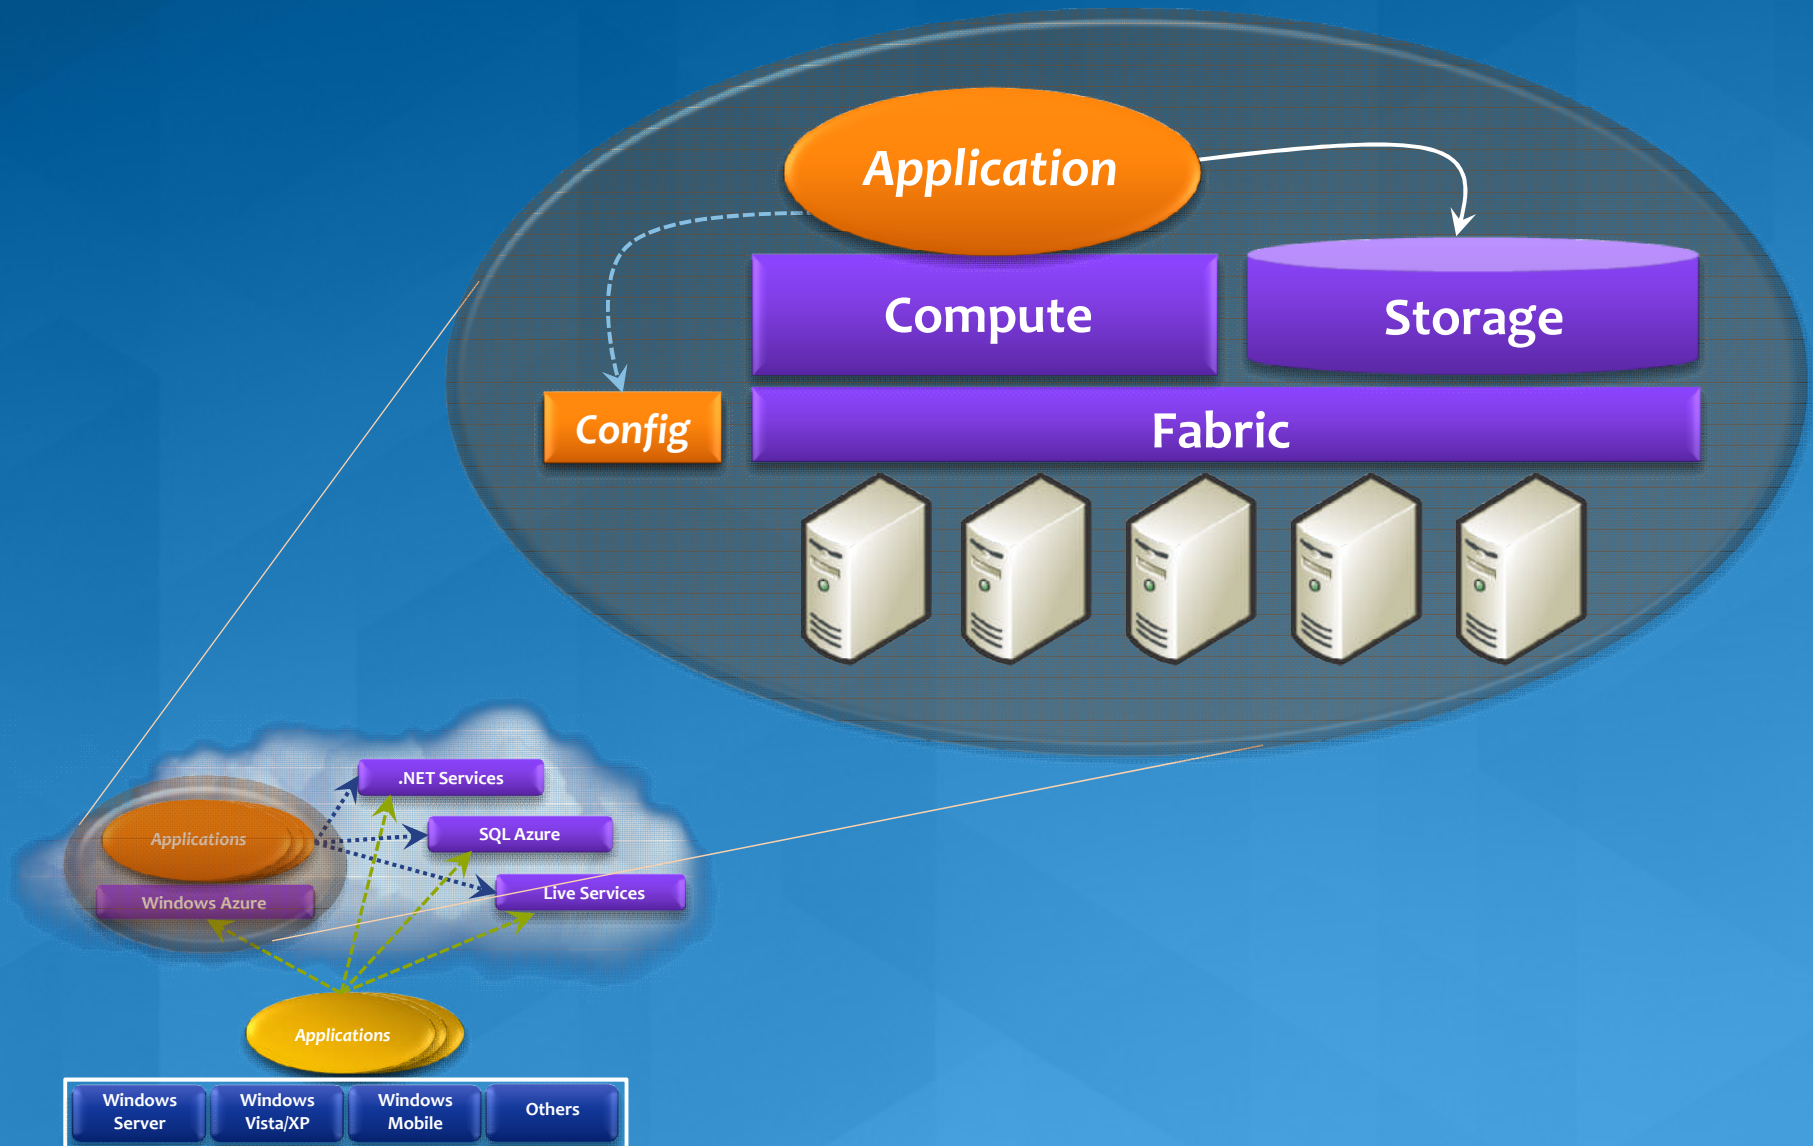 Application
Compute
Storage
Config
Fabric
.NET Services
SQL Azure
Live Services
Applications
Windows Azure
Applications
Windows
Server
Windows
Vista/XP
Windows
Mobile
Others